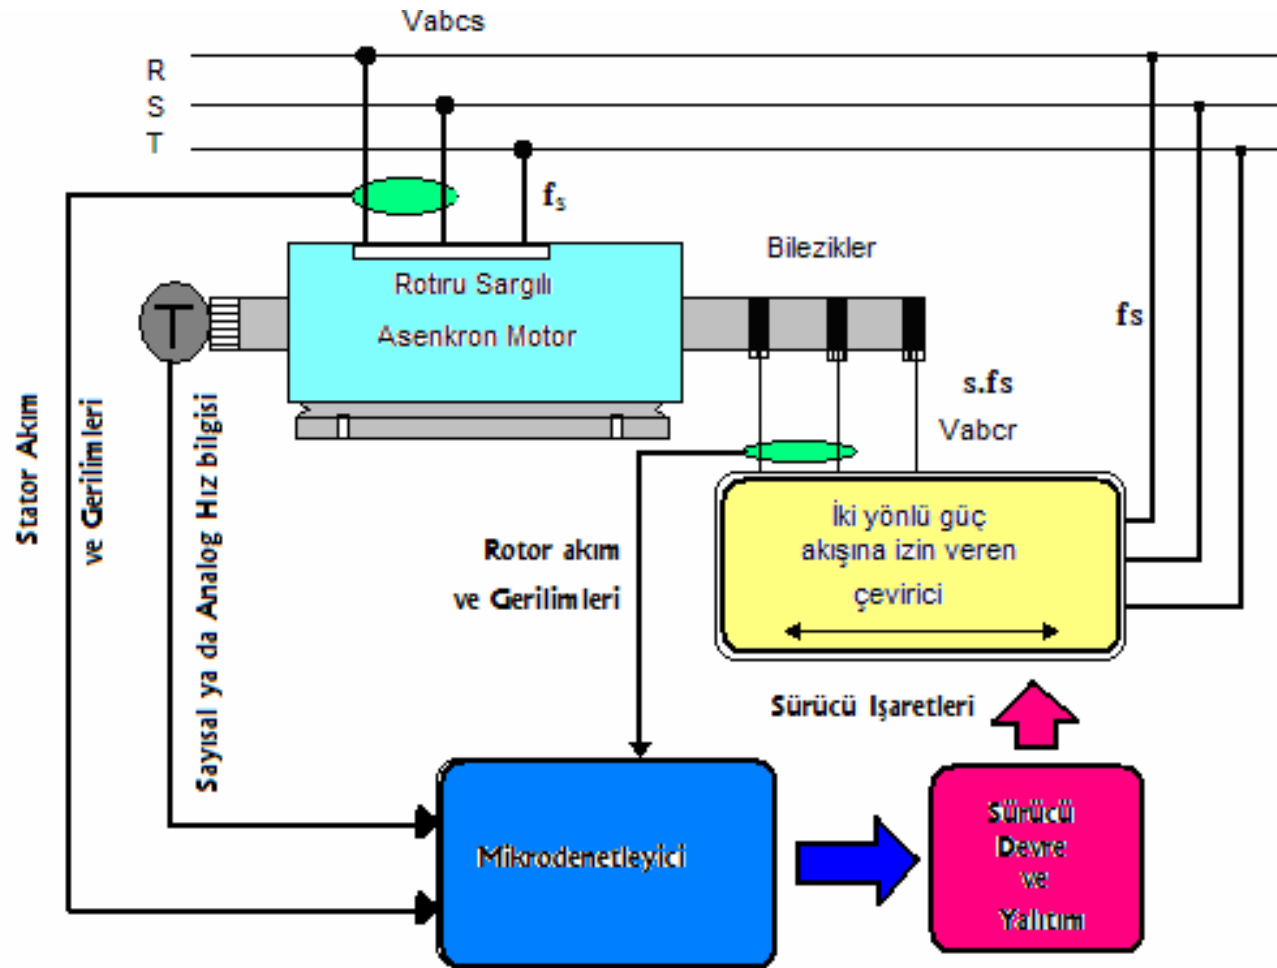 Vabcs
R
S
T
fs
Rotıru Sargılı
Asenkron Motor
Bilezikler
fs
T
s.fs
Vabcr
Stator Akım
ve Gerilimleri
Sayısal ya da Analog Hız bilgisi
Rotor akım
ve Gerilimleri
İki yönlü güç
akışına izin veren
çevirici
Sürücü Işaretleri
Mikrodenetleyici
Sürücü
Devre
ve
Yalıtım